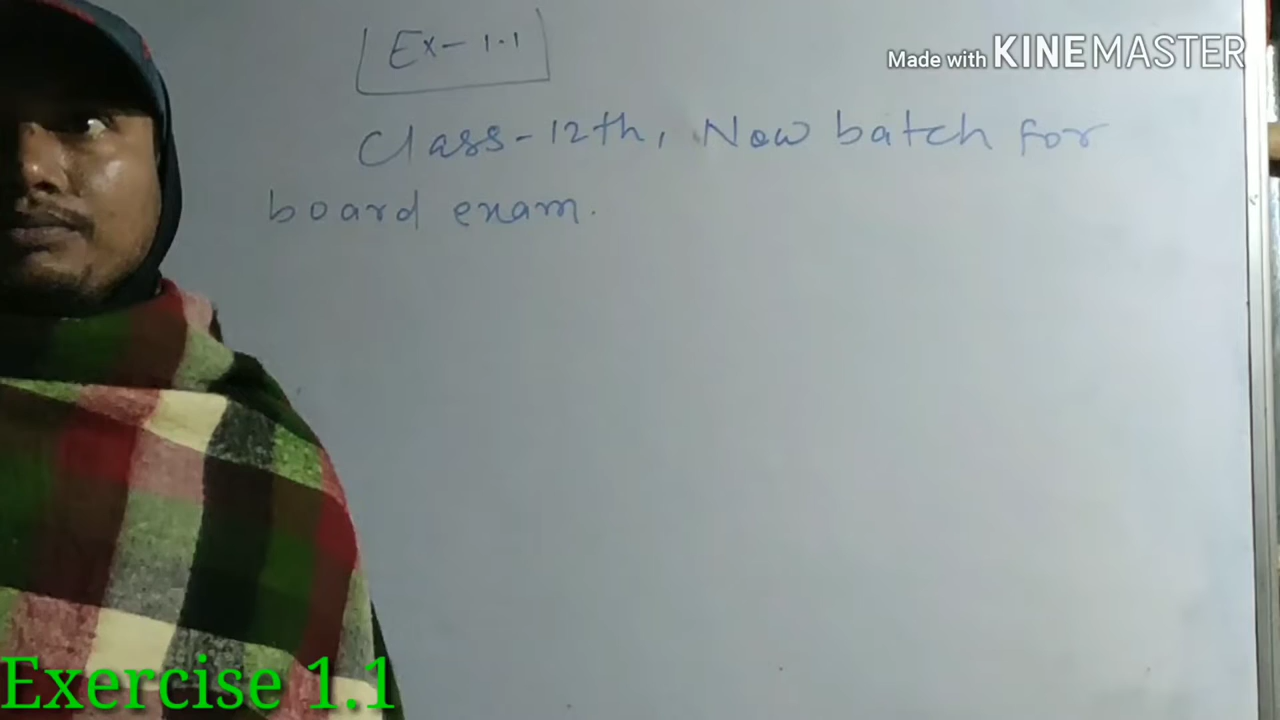 Ex- 1.1
Made with KINEMASTER
Class-12th, New batch for
board exam.
Exercise 1.1